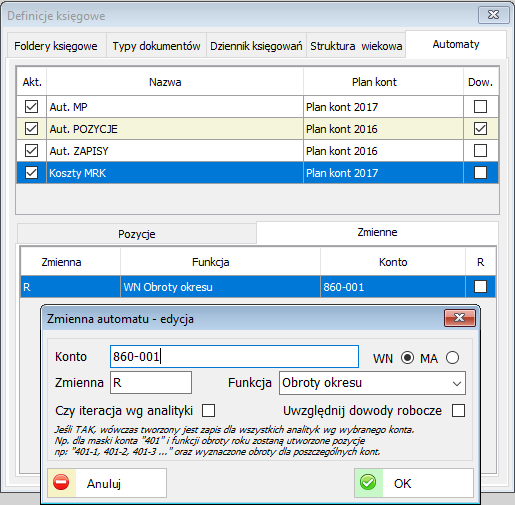 Definicje księgowe
Foldery księgowe Typy dokumentów Dziennik księgowań Struktura wiekowa Automaty
Akt. Nazwa Plan kont Dow.
Aut. MP Plan kont 2017
Aut. POZYCJE Plan kont 2016
Aut. ZAPISY Plan kont 2016
Koszty MRK Plan kont 2017
Pozycje Zmienne
Zmienna Funkcja Konto R
R WN Obroty okresu 860-001
Zmienna automatu - edycja
Konto 860-001 WN MA
Zmienna R Funkcja Obroty okresu
Czy iteracja wg analityki Uwzględnij dowody robocze
Jeśli TAK, wówczas tworzony jest zapis dla wszystkich analityk wg wybranego konta.
Np. dla maski konta "401" i funkcji obroty roku zostaną utworzone pozycje
np: "401-1, 401-2, 401-3 ..." oraz wyznaczone obroty dla poszczególnych kont.
Anuluj OK